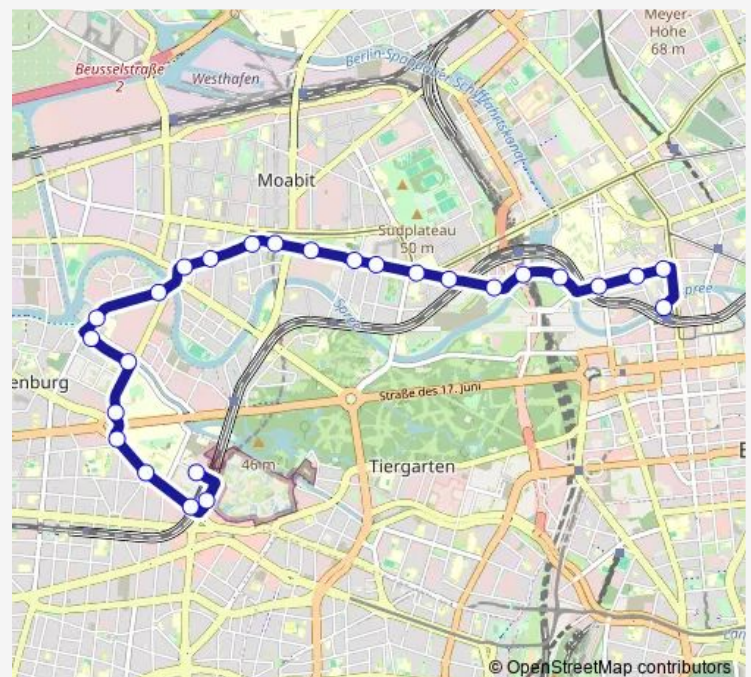 Meyer-
Höhe
68 m
Beusselstraße
2
Westhafen
Berlin-Spandauer-Schifffahrtskanal
Moabit
Südplateau
50 m
Spree
Spree
enburg
Straße des 17. Juni
46 m
Tiergarten
B
Lan
© OpenStreetMap contributors